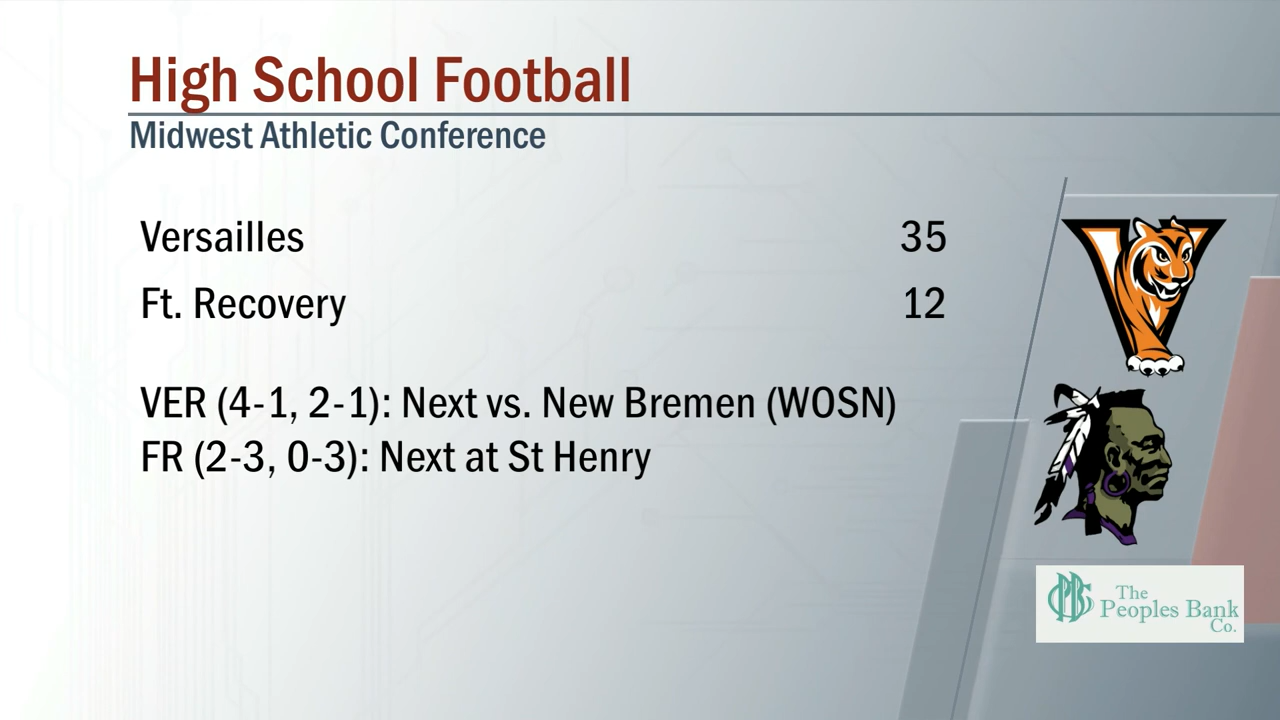 High School Football
Midwest Athletic Conference
Versailles 35
Ft. Recovery 12
VER (4-1, 2-1): Next vs. New Bremen (WOSN)
FR (2-3, 0-3): Next at St Henry
V
PBC The
Peoples Bank
Co.